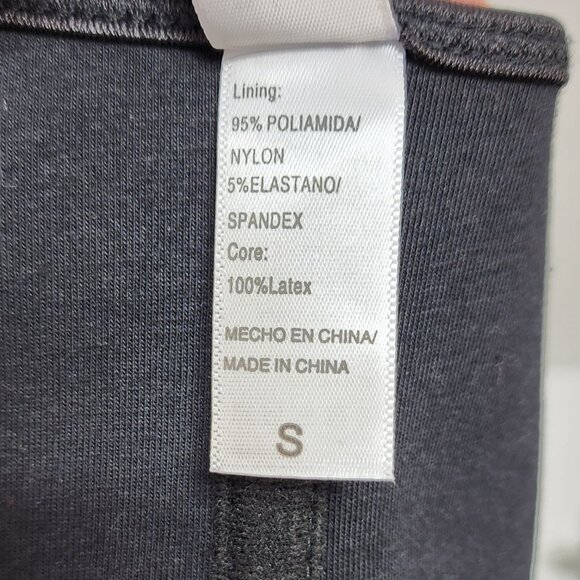 Lining:
95% POLIAMIDA/
NYLON
5%ELASTANO/
SPANDEX
Core:
100%Latex
MECHO EN CHINA/
MADE IN CHINA
S